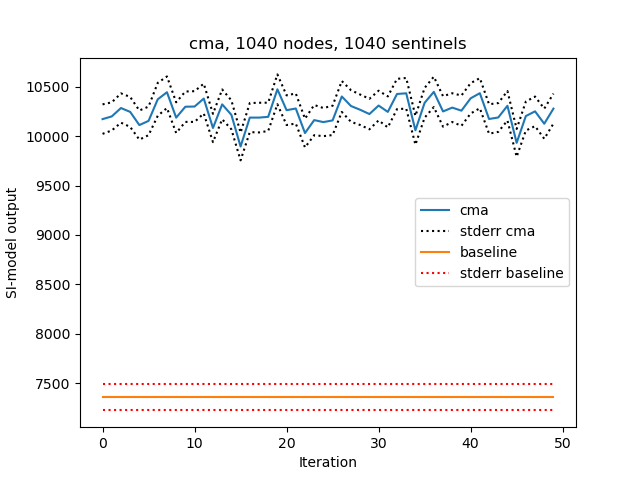 cma, 1040 nodes, 1040 sentinels
SI-model output
10500
10000
9500
9000
8500
8000
7500
cma
stderr cma
baseline
stderr baseline
0
10
20
30
40
50
Iteration